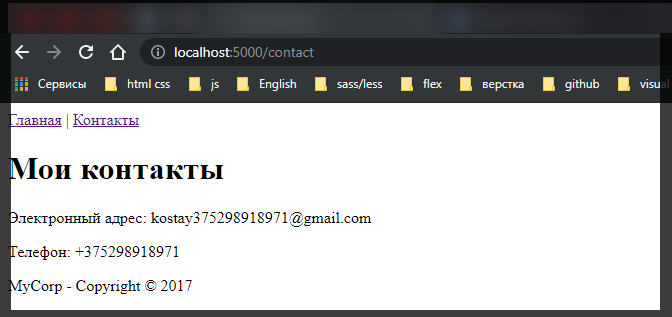 localhost:5000/contact
Сервисы html css js English sass/less flex верстка github visual
Главная | Контакты
Мои контакты
Электронный адрес: kostay375298918971@gmail.com
Телефон: +375298918971
MyCorp - Copyright © 2017